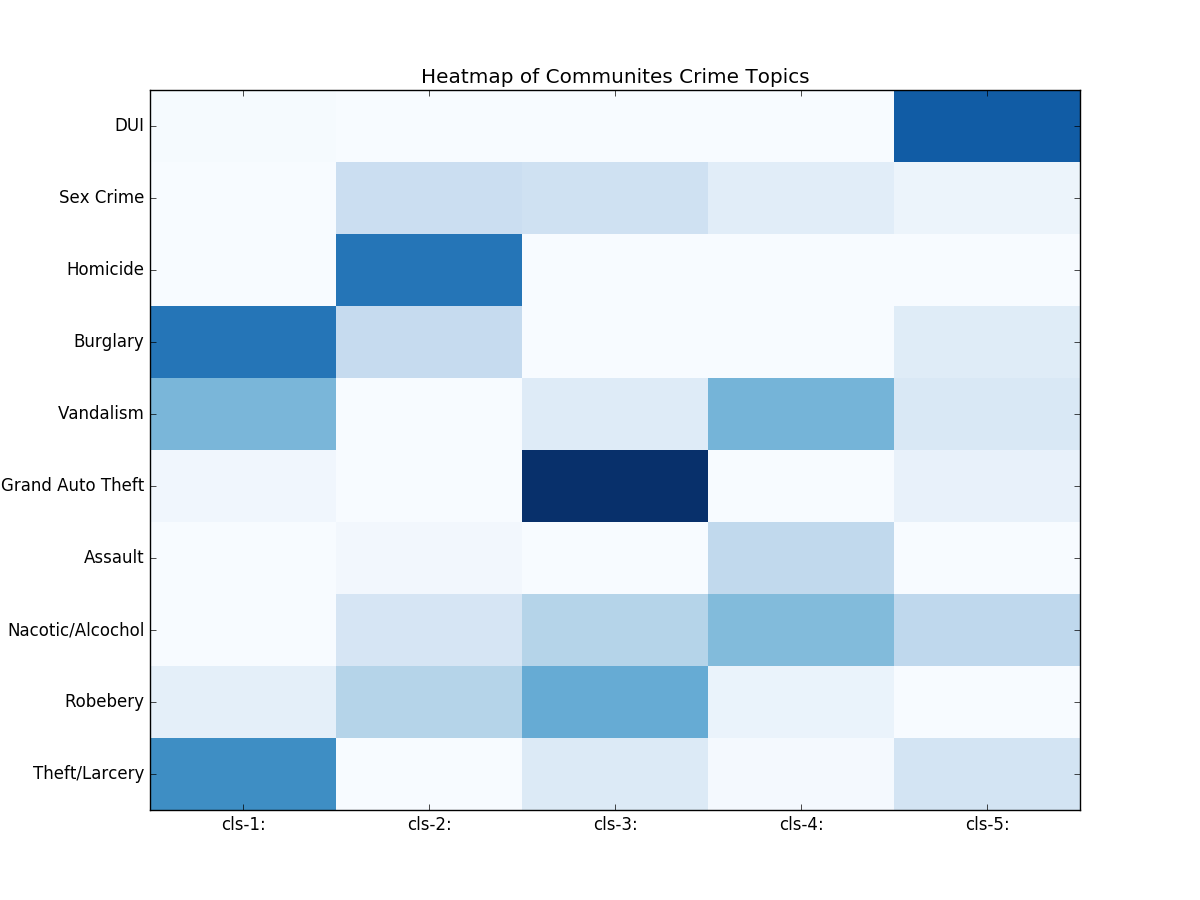 Heatmap of Communites Crime Topics
DUI
Sex Crime
Homicide
Burglary
Vandalism
Grand Auto Theft
Assault
Nacotic/Alcochol
Robebery
Theft/Larcery
cls-1: cls-2: cls-3: cls-4: cls-5: